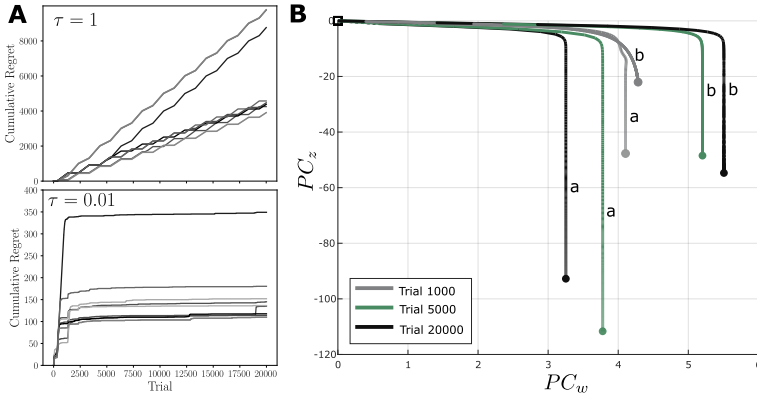 A
τ = 1
Cumulative Regret
8000
6000
4000
2000
0
τ = 0.01
Cumulative Regret
400
350
300
250
200
150
100
50
0
0 2500 5000 7500 10000 12500 15000 17500 20000
Trial
B
PC_z
0
-20
-40
-60
-80
-100
-120
b
a
b
b
a
a
Trial 1000
Trial 5000
Trial 20000
0 1 2 3 4 5 6
PC_w